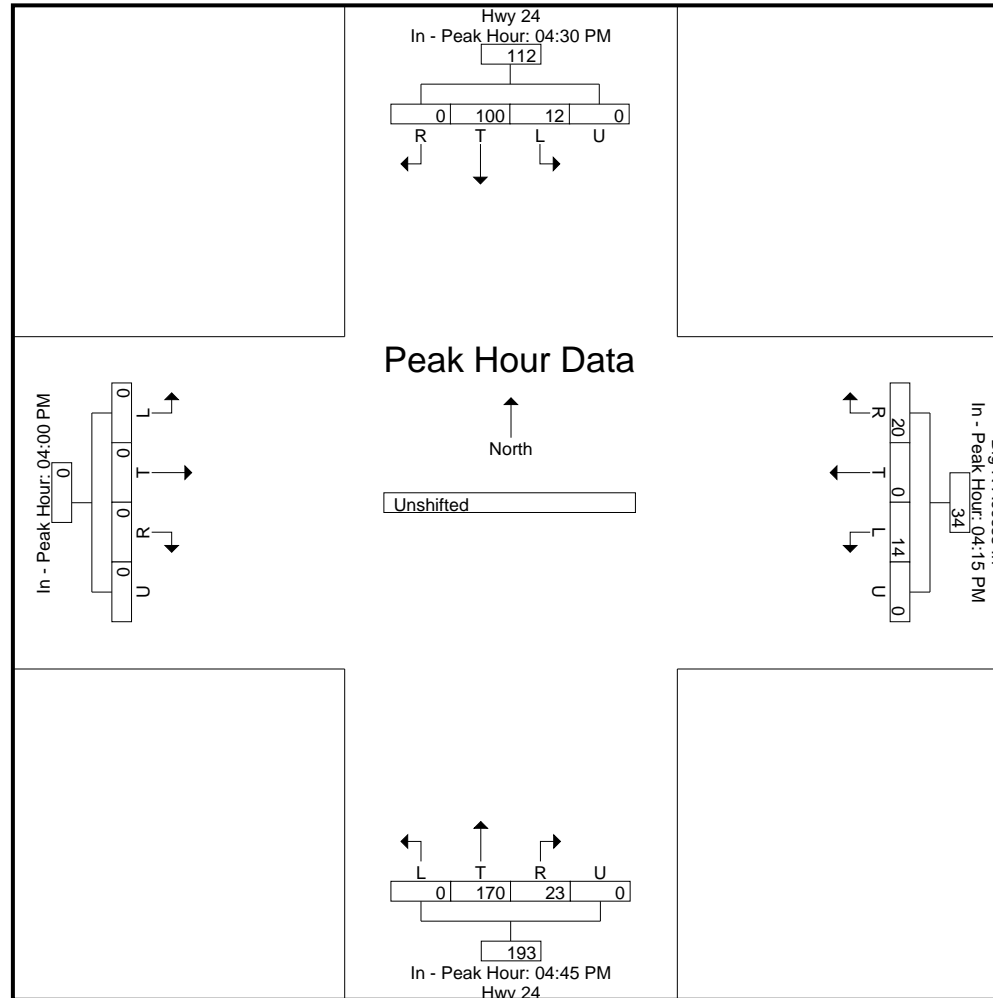 Hwy 24
In - Peak Hour: 04:30 PM
112
0 100 12 0
R T L U
Peak Hour Data
North
Unshifted
In - Peak Hour: 04:00 PM
0
0 0 0 0
L T R U
In - Peak Hour: 04:15 PM
34
20 0 14 0
R T L U
L T R U
0 170 23 0
193
In - Peak Hour: 04:45 PM
Hwy 24